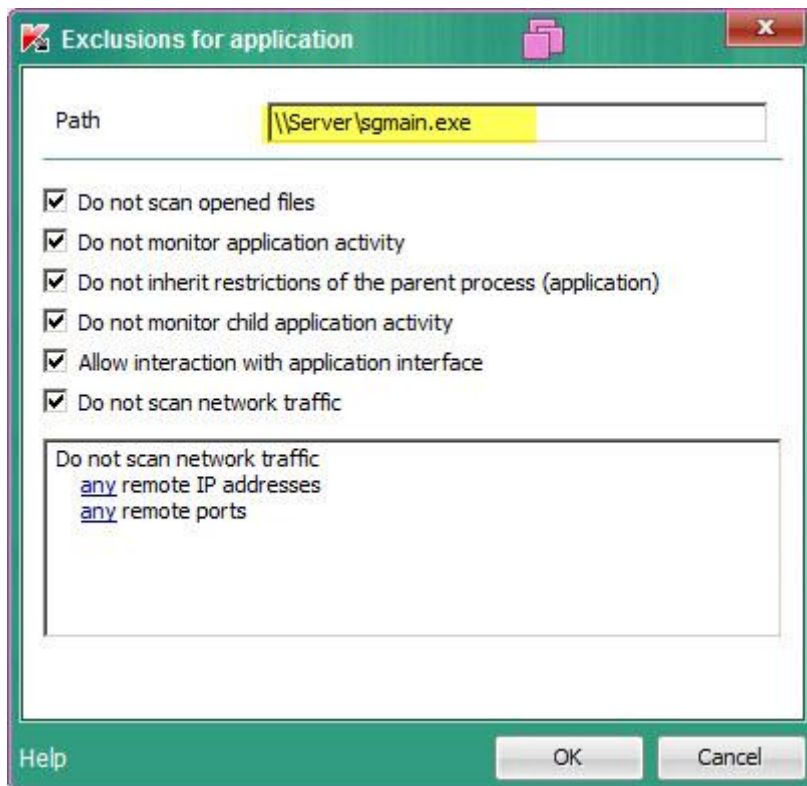 Exclusions for application
Path
\\Server\sgmain.exe
Do not scan opened files
Do not monitor application activity
Do not inherit restrictions of the parent process (application)
Do not monitor child application activity
Allow interaction with application interface
Do not scan network traffic
Do not scan network traffic
any remote IP addresses
any remote ports
Help
OK
Cancel